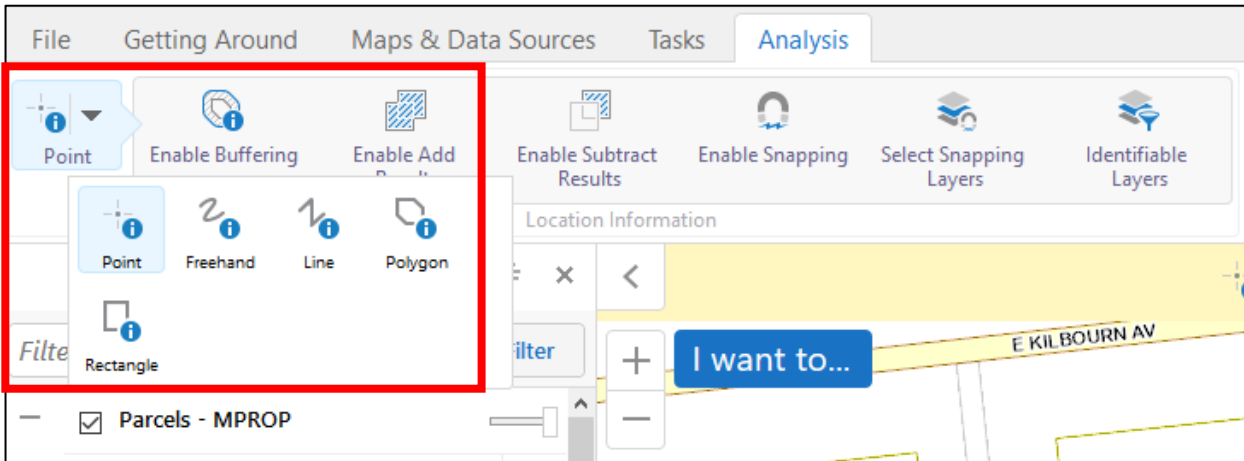 File Getting Around Maps & Data Sources Tasks Analysis
Point Enable Buffering Enable Add Enable Subtract Enable Snapping Select Snapping Identifiable
Results Layers Layers
Location Information
Point Freehand Line Polygon
Rectangle
I want to...
E KILBOURN AV
Parcels - MPROP